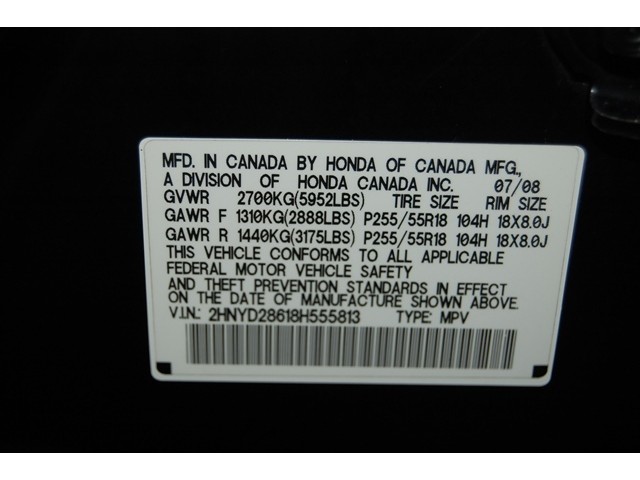 MFD. IN CANADA BY HONDA OF CANADA MFG.,
A DIVISION OF HONDA CANADA INC. 07/08
GVWR 2700KG(5952LBS) TIRE SIZE RIM SIZE
GAWR F 1310KG(2888LBS) P255/55R18 104H 18X8.0J
GAWR R 1440KG(3175LBS) P255/55R18 104H 18X8.0J
THIS VEHICLE CONFORMS TO ALL APPLICABLE
FEDERAL MOTOR VEHICLE SAFETY
AND THEFT PREVENTION STANDARDS IN EFFECT
ON THE DATE OF MANUFACTURE SHOWN ABOVE.
V.I.N.: 2HNYD28618H555813 TYPE: MPV